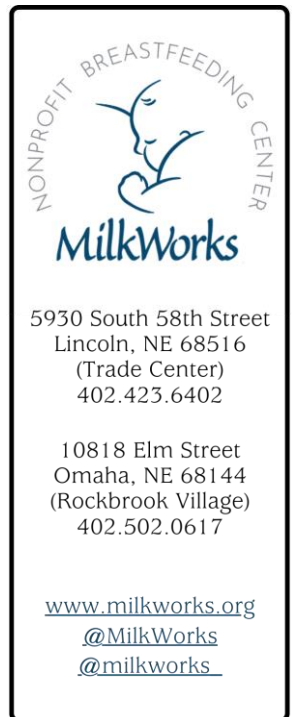 NONPROFIT BREASTFEEDING CENTER
MilkWorks
5930 South 58th Street
Lincoln, NE 68516
(Trade Center)
402.423.6402
10818 Elm Street
Omaha, NE 68144
(Rockbrook Village)
402.502.0617
www.milkworks.org
@MilkWorks
@milkworks_